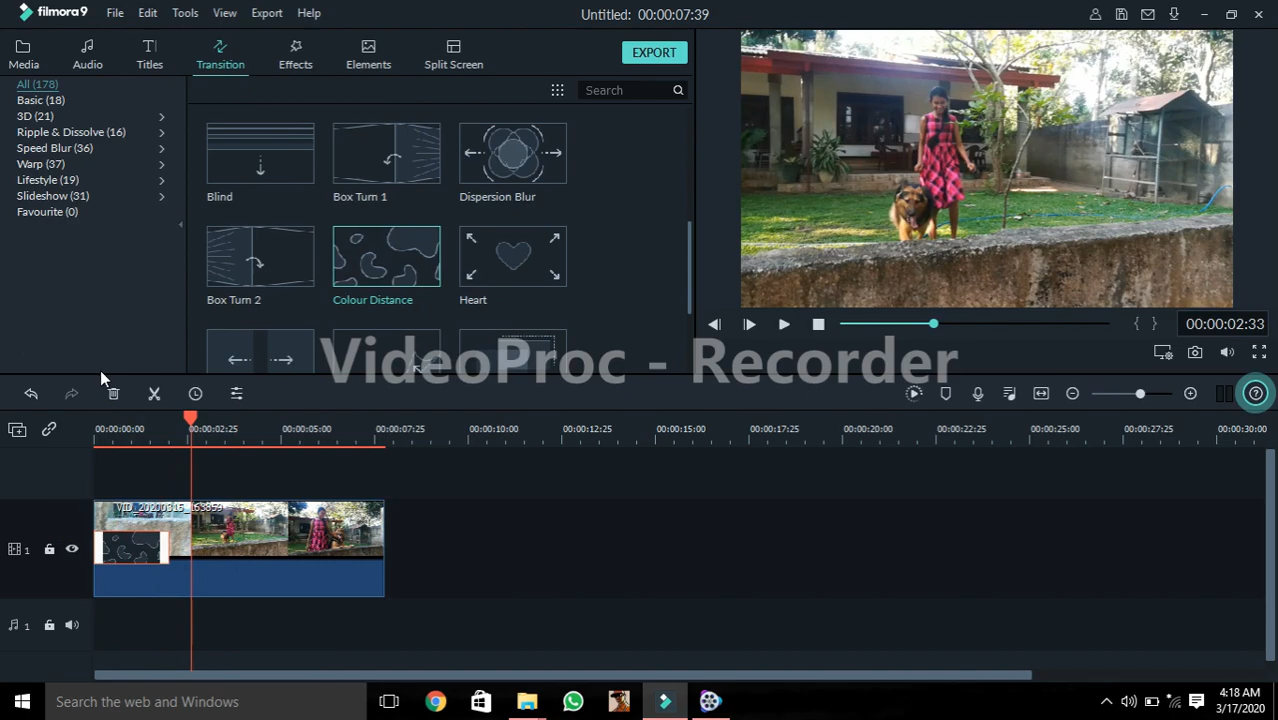 filmora9
File Edit Tools View Export Help
Untitled: 00:00:07:39
Media Audio Titles Transition Effects Elements Split Screen
EXPORT
All (178)
Basic (18)
3D (21)
Ripple & Dissolve (16)
Speed Blur (36)
Warp (37)
Lifestyle (19)
Slideshow (31)
Favourite (0)
Search
Blind Box Turn 1 Dispersion Blur
Box Turn 2 Colour Distance Heart
00:00:02:33
VideoProc - Recorder
00:00:00:00 00:00:02:25 00:00:05:00 00:00:07:25 00:00:10:00 00:00:12:25 00:00:15:00 00:00:17:25 00:00:20:00 00:00:22:25 00:00:25:00 00:00:27:25 00:00:30:00
1
1
Search the web and Windows
4:18 AM
3/17/2020